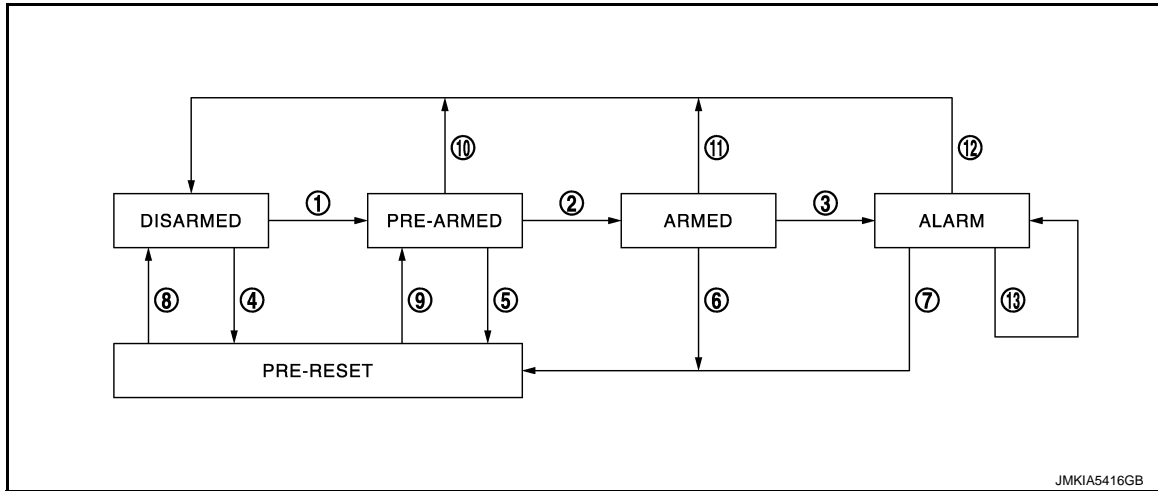 ⑩ ⑪ ⑫
DISARMED ① PRE-ARMED ② ARMED ③ ALARM
⑧ ④ ⑨ ⑤ ⑥ ⑦ ⑬
PRE-RESET
JMKIA5416GB